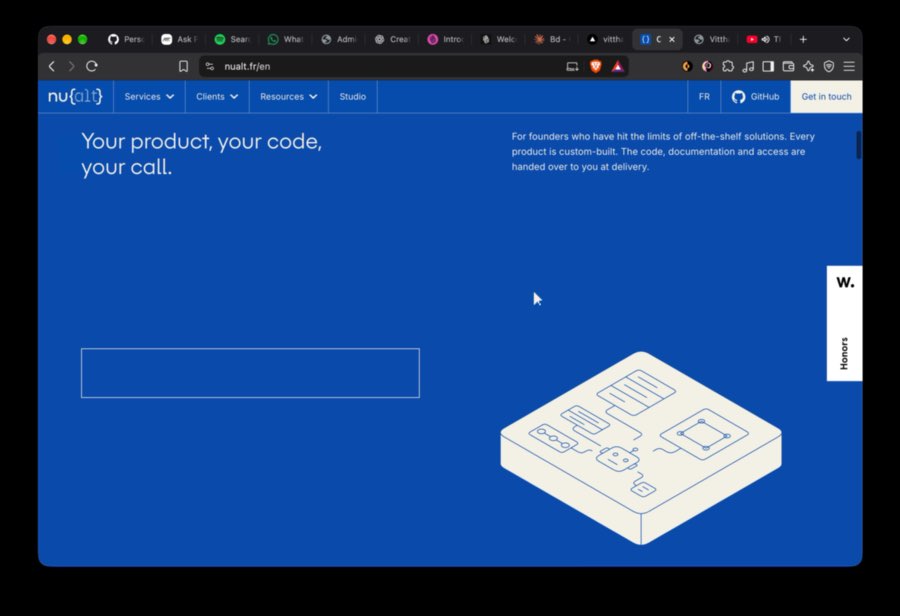 Perso
Ask F
Sear
What
Admi
Creat
Intro
Welc
Bd -
vittha
C
Vitth
TI
nualt.fr/en
nu{alt}
Services
Clients
Resources
Studio
FR
GitHub
Get in touch
Your product, your code,
your call.
For founders who have hit the limits of off-the-shelf solutions. Every
product is custom-built. The code, documentation and access are
handed over to you at delivery.
W.
Honors